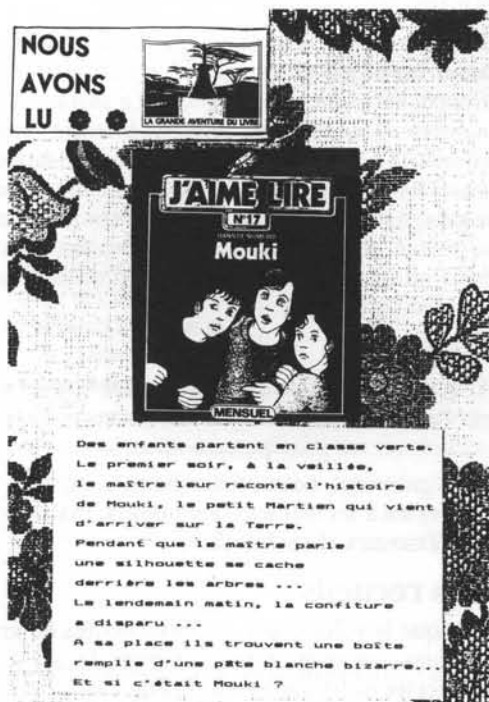 NOUS
AVONS
LU
LA GRANDE AVENTURE DU LIVRE
J'AIME LIRE
N°17
Mouki
MENSUEL
Des enfants partent en classe verte.
Le premier soir, à la veillée,
le maître leur raconte l'histoire
de Mouki, le petit Martien qui vient
d'arriver sur la Terre.
Pendant que le maître parle
une silhouette se cache
derrière les arbres ...
Le lendemain matin, la confiture
a disparu ...
A sa place ils trouvent une boîte
remplie d'une pâte blanche bizarre...
Et si c'était Mouki ?